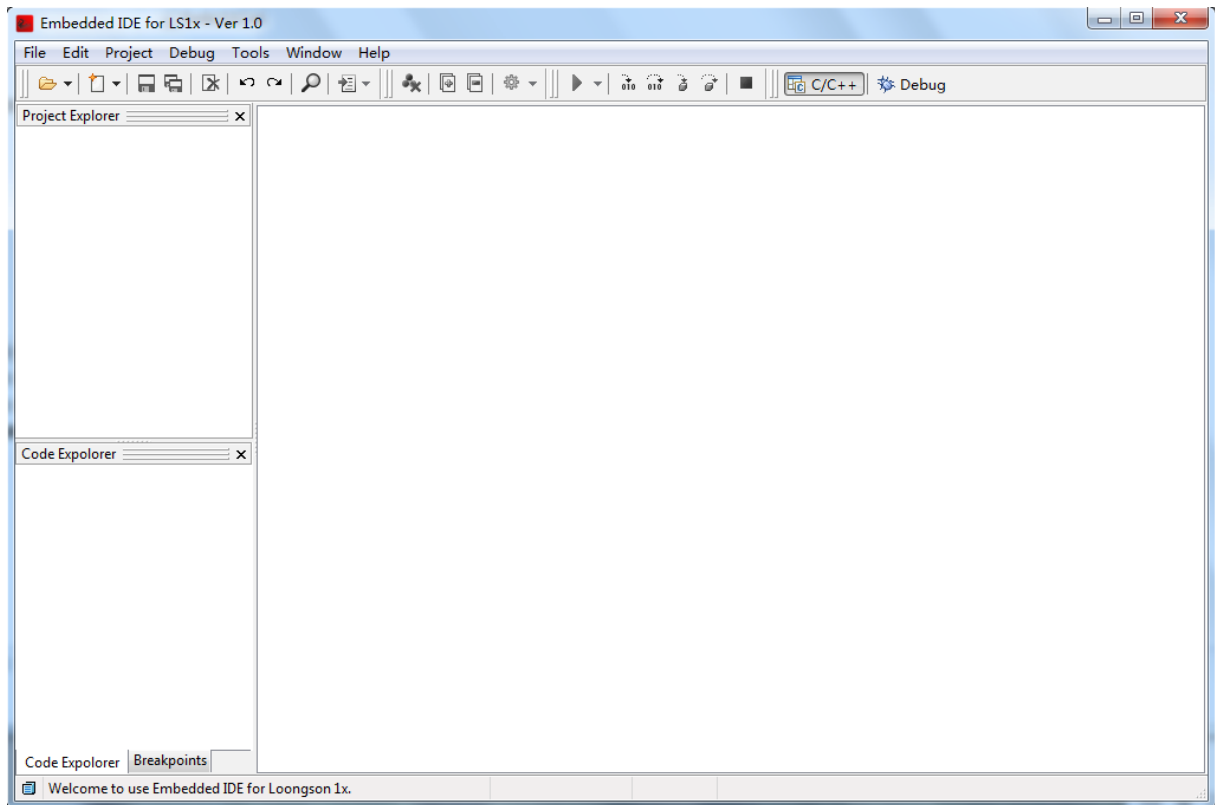 Embedded IDE for LS1x - Ver 1.0
File Edit Project Debug Tools Window Help
C/C++ Debug
Project Explorer
Code Expolorer
Code Expolorer Breakpoints
Welcome to use Embedded IDE for Loongson 1x.